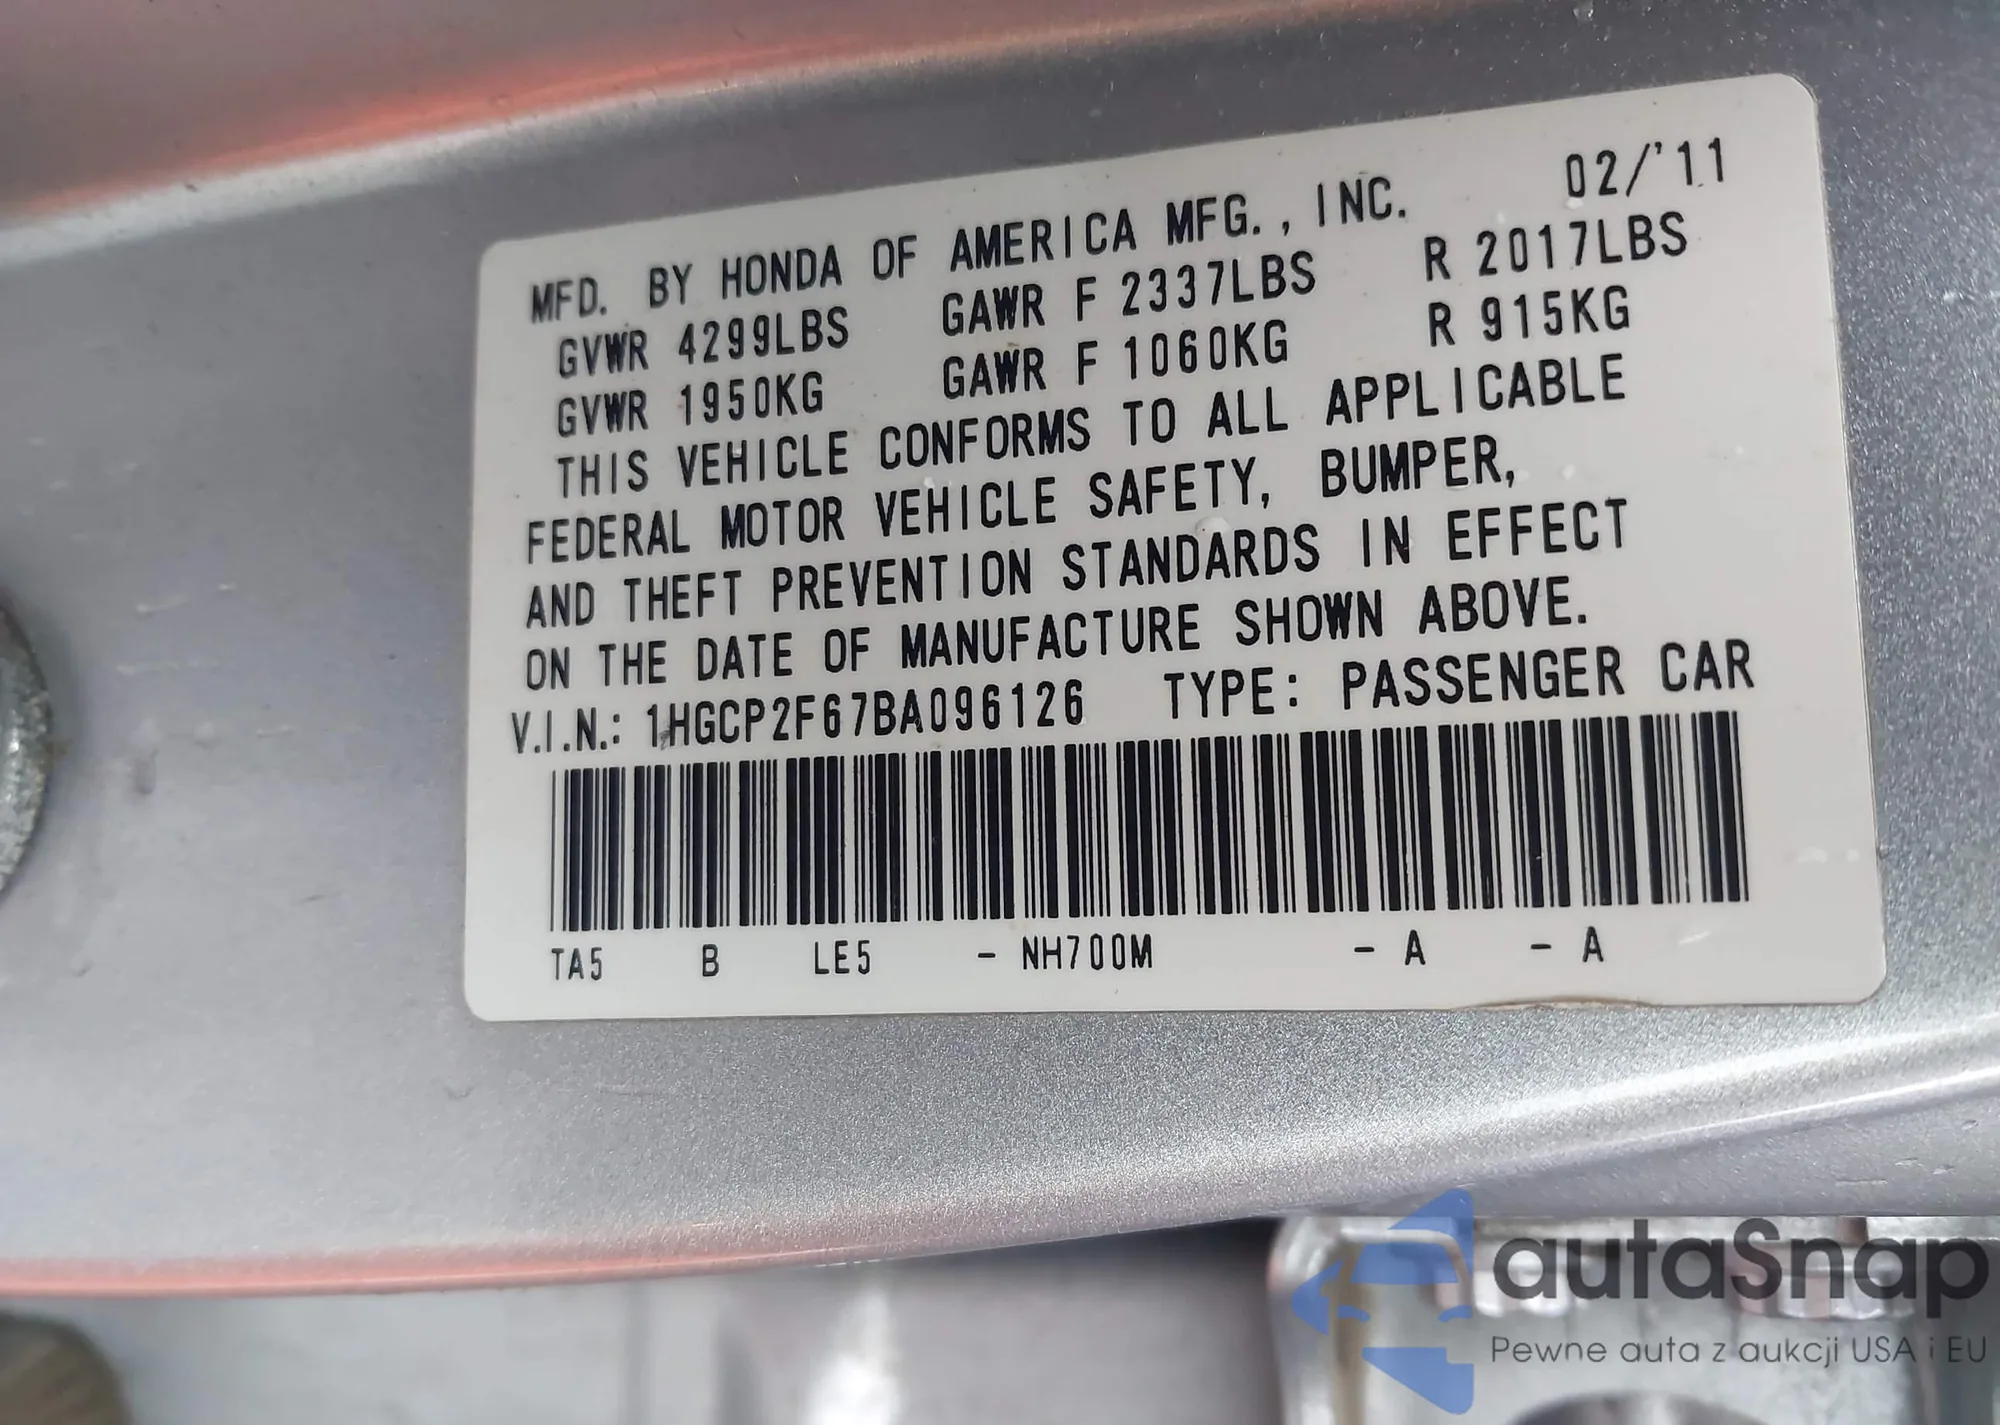 MFD. BY HONDA OF AMERICA MFG., INC. 02/'11
GVWR 4299LBS GAWR F 2337LBS R 2017LBS
GVWR 1950KG GAWR F 1060KG R 915KG
THIS VEHICLE CONFORMS TO ALL APPLICABLE
FEDERAL MOTOR VEHICLE SAFETY, BUMPER,
AND THEFT PREVENTION STANDARDS IN EFFECT
ON THE DATE OF MANUFACTURE SHOWN ABOVE.
V.I.N.: 1HGCP2F67BA096126 TYPE: PASSENGER CAR
TA5 B LE5 - NH700M - A - A
autaSnap
Pewne auta z aukcji USA i EU